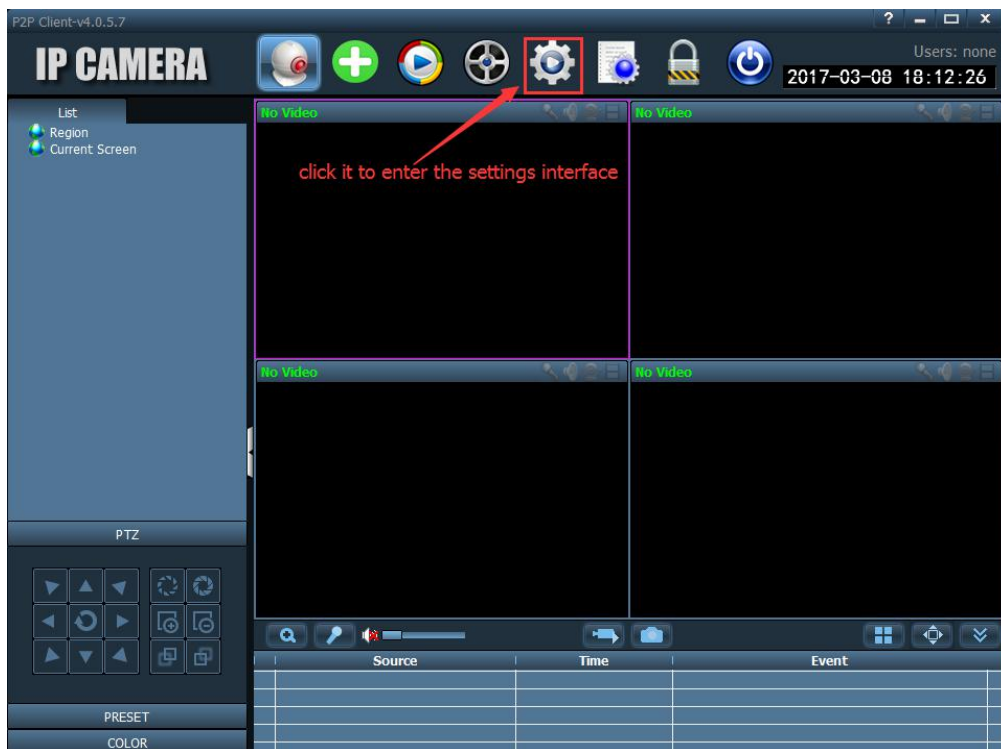 P2P Client-v4.0.5.7
?
x
IP CAMERA
Users: none
2017-03-08 18:12:26
List
Region
Current Screen
No Video
No Video
click it to enter the settings interface
No Video
No Video
PTZ
Source Time Event
PRESET
COLOR